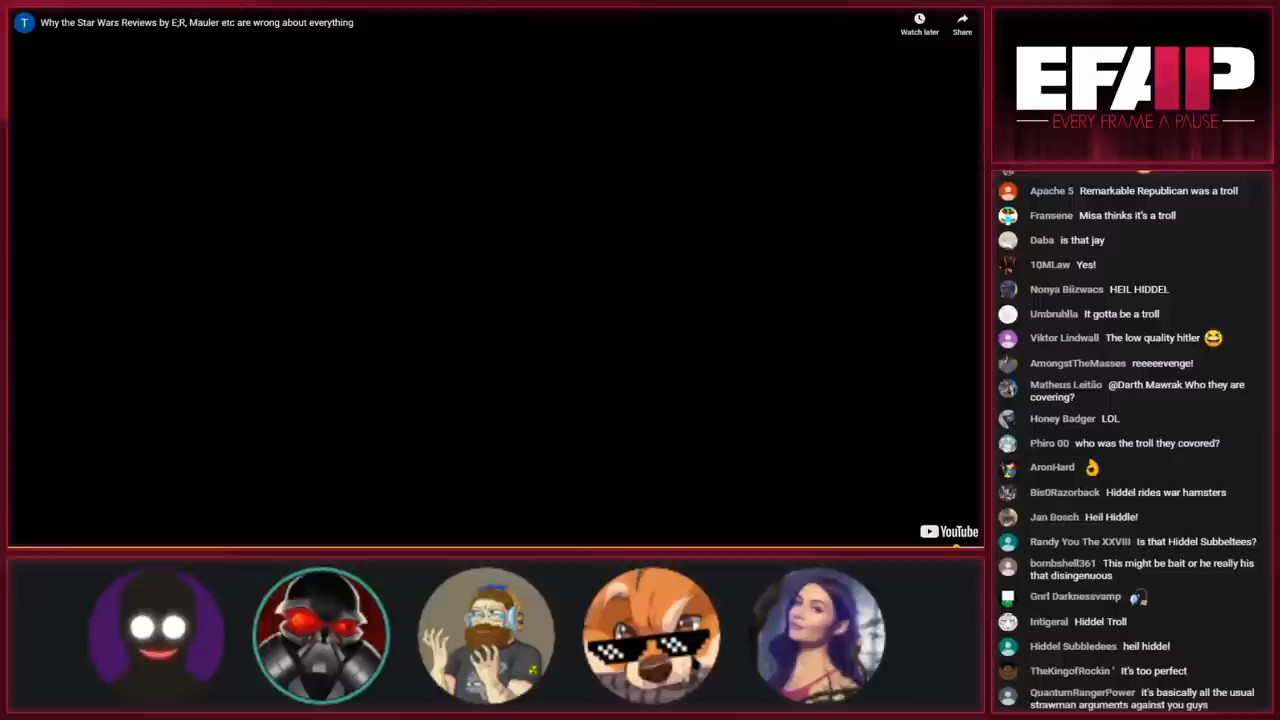 T
Why the Star Wars Reviews by E;R, Mauler etc are wrong about everything
Watch later
Share
YouTube
EFAP
EVERY FRAME A PAUSE
Apache 5 Remarkable Republican was a troll
Fransene Misa thinks it's a troll
Daba is that jay
10MLaw Yes!
Nonya Biizwacs HEIL HIDDEL
Umbruhlla It gotta be a troll
Viktor Lindwall The low quality hitler 😆
AmongstTheMasses reeeeevenge!
Matheus Leitão @Darth Mawrak Who they are
covering?
Honey Badger LOL
Phiro 00 who was the troll they covored?
AronHard 👌
Bis0Razorback Hiddel rides war hamsters
Jan Bosch Heil Hiddle!
Randy You The XXVIII Is that Hiddel Subbeltees?
bombshell361 This might be bait or he really his
that disingenuous
Gnrl Darknessvamp
Intigeral Hiddel Troll
Hiddel Subbledees heil hidde!
TheKingofRockin ' It's too perfect
QuantumRangerPower it's basically all the usual
strawman arguments against you guys